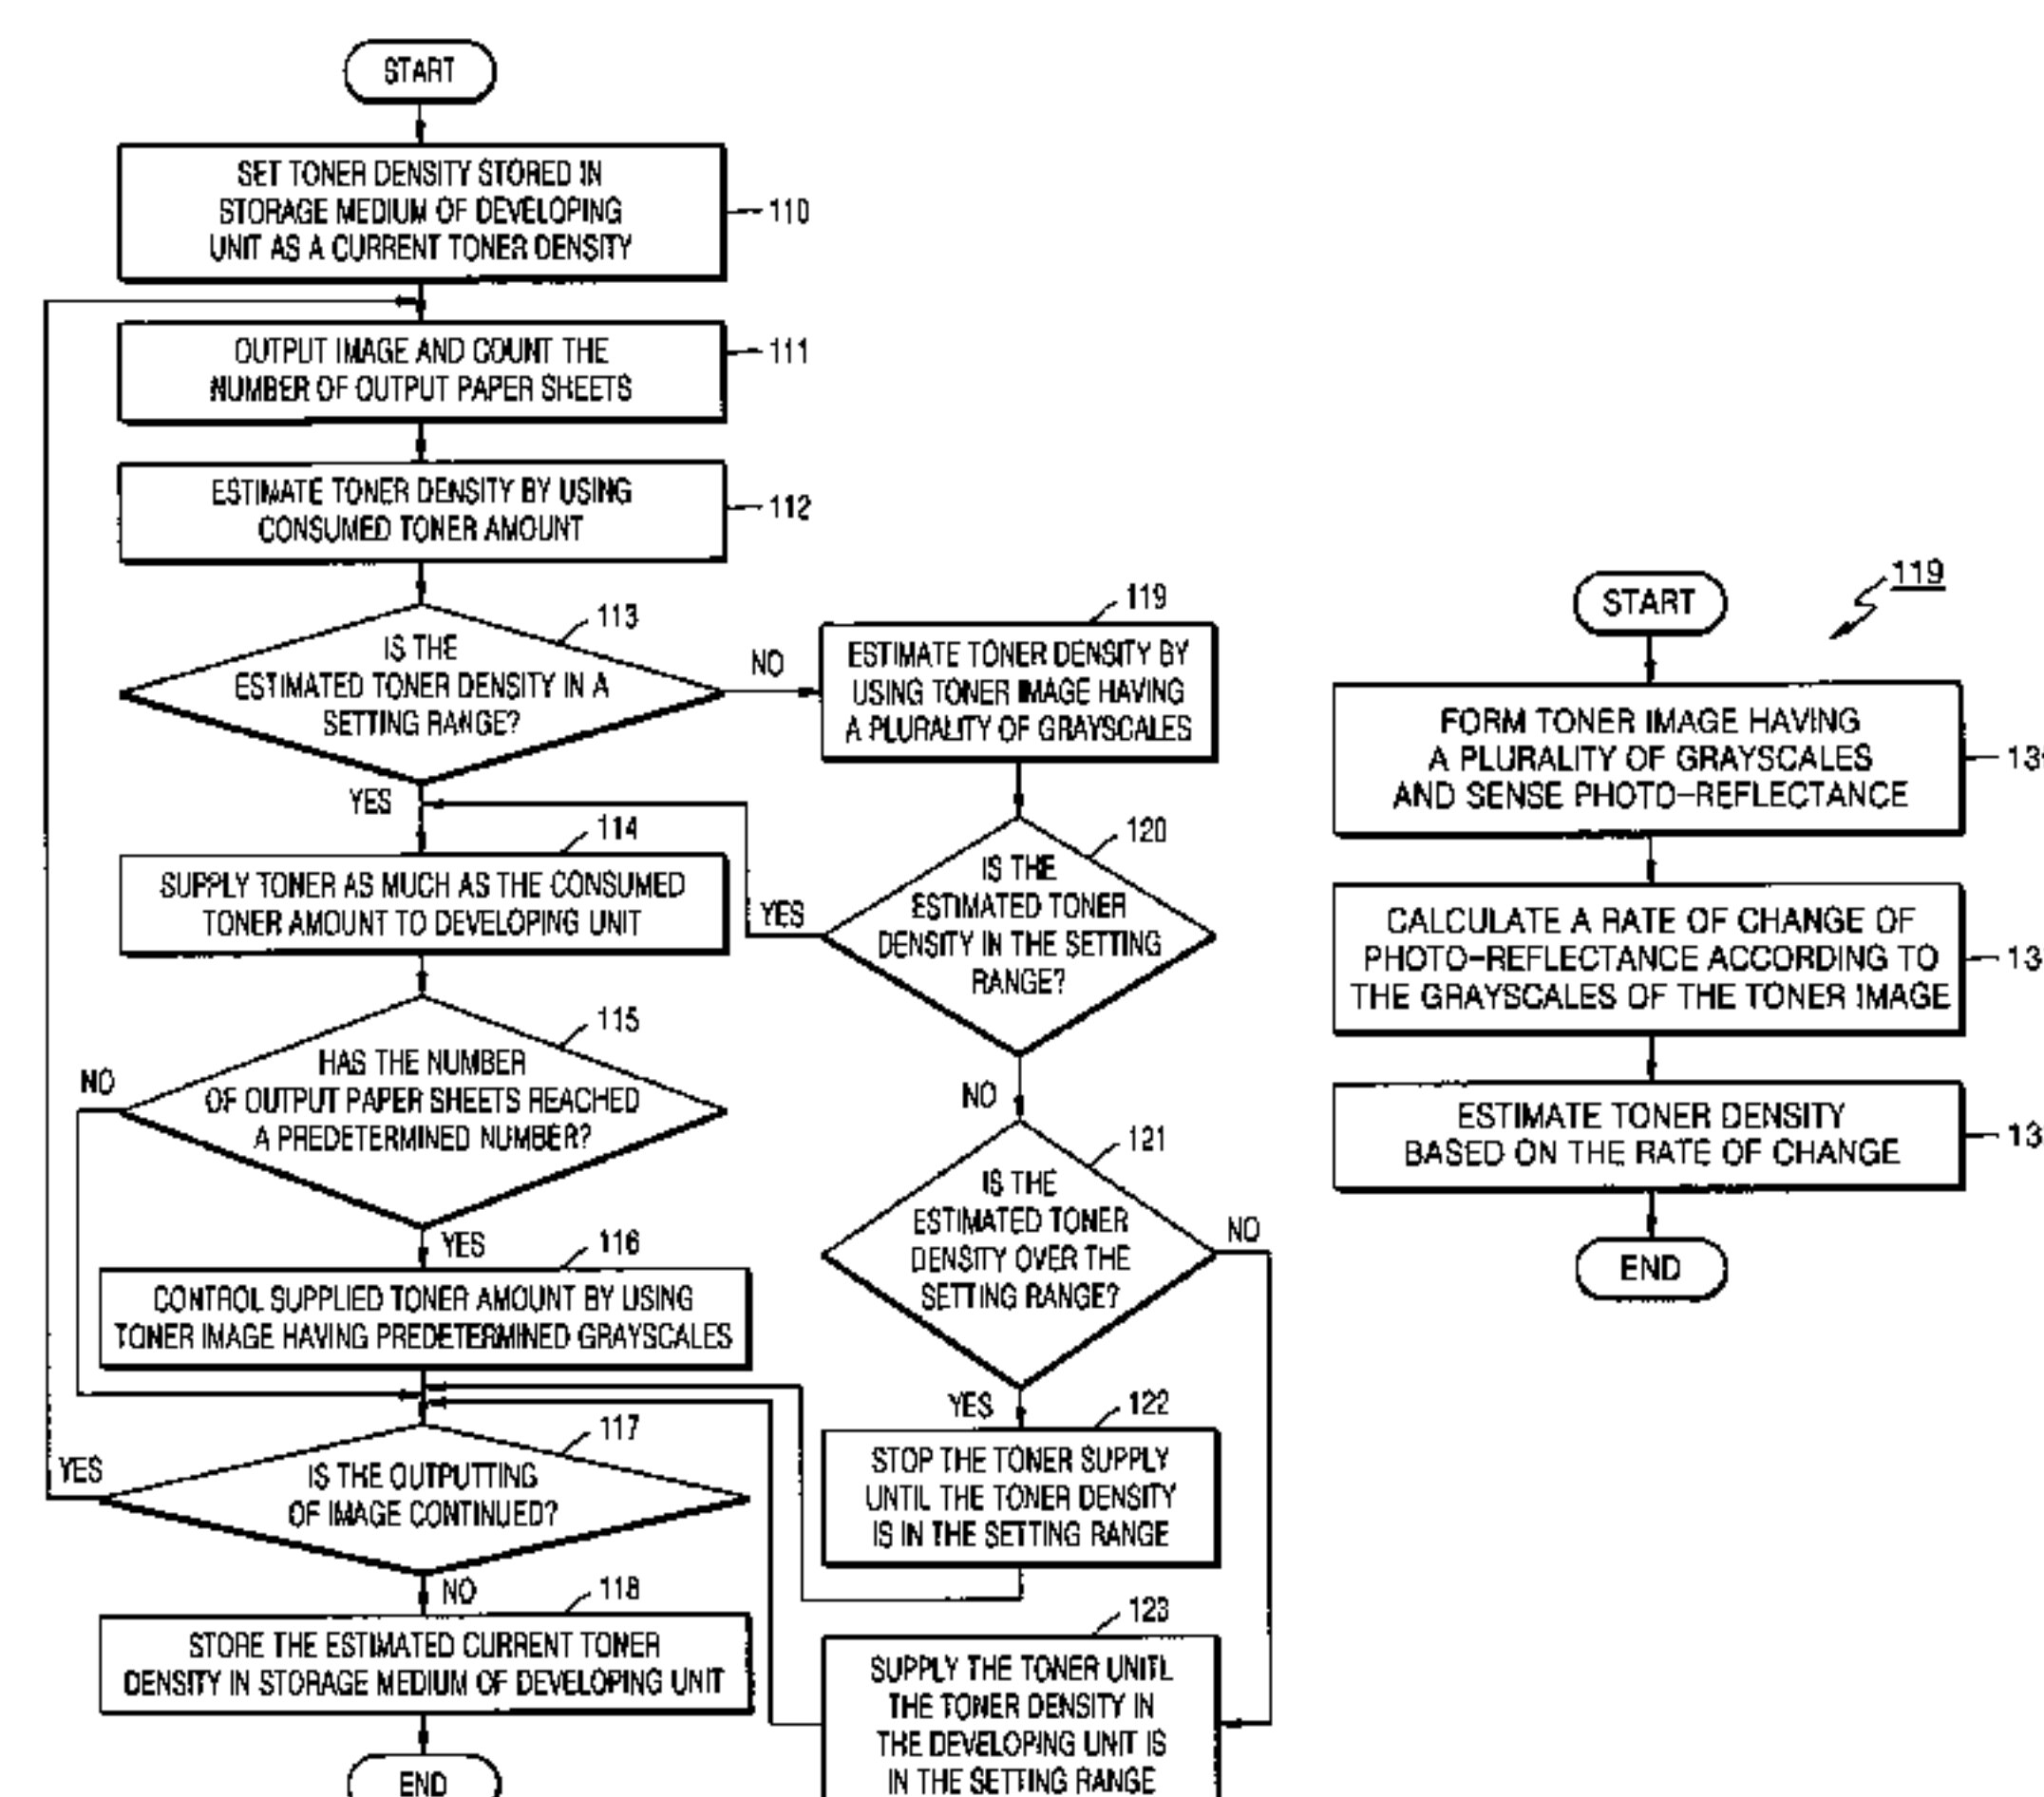 START
SET TONER DENSITY STORED IN
STORAGE MEDIUM OF DEVELOPING
UNIT AS A CURRENT TONER DENSITY
110
OUTPUT IMAGE AND COUNT THE
NUMBER OF OUTPUT PAPER SHEETS
111
ESTIMATE TONER DENSITY BY USING
CONSUMED TONER AMOUNT
112
113
IS THE
ESTIMATED TONER DENSITY IN A
SETTING RANGE?
NO
YES
114
SUPPLY TONER AS MUCH AS THE CONSUMED
TONER AMOUNT TO DEVELOPING UNIT
115
HAS THE NUMBER
OF OUTPUT PAPER SHEETS REACHED
A PREDETERMINED NUMBER?
NO
YES
116
CONTROL SUPPLIED TONER AMOUNT BY USING
TONER IMAGE HAVING PREDETERMINED GRAYSCALES
117
IS THE OUTPUTTING
OF IMAGE CONTINUED?
YES
NO
118
STORE THE ESTIMATED CURRENT TONER
DENSITY IN STORAGE MEDIUM OF DEVELOPING UNIT
END
119
ESTIMATE TONER DENSITY BY
USING TONER IMAGE HAVING
A PLURALITY OF GRAYSCALES
120
IS THE
ESTIMATED TONER
DENSITY IN THE SETTING
RANGE?
YES
NO
121
IS THE
ESTIMATED TONER
DENSITY OVER THE
SETTING RANGE?
NO
YES
122
STOP THE TONER SUPPLY
UNTIL THE TONER DENSITY
IS IN THE SETTING RANGE
123
SUPPLY THE TONER UNITL
THE TONER DENSITY IN
THE DEVELOPING UNIT IS
IN THE SETTING RANGE
119
START
FORM TONER IMAGE HAVING
A PLURALITY OF GRAYSCALES
AND SENSE PHOTO-REFLECTANCE
CALCULATE A RATE OF CHANGE OF
PHOTO-REFLECTANCE ACCORDING TO
THE GRAYSCALES OF THE TONER IMAGE
ESTIMATE TONER DENSITY
BASED ON THE RATE OF CHANGE
END